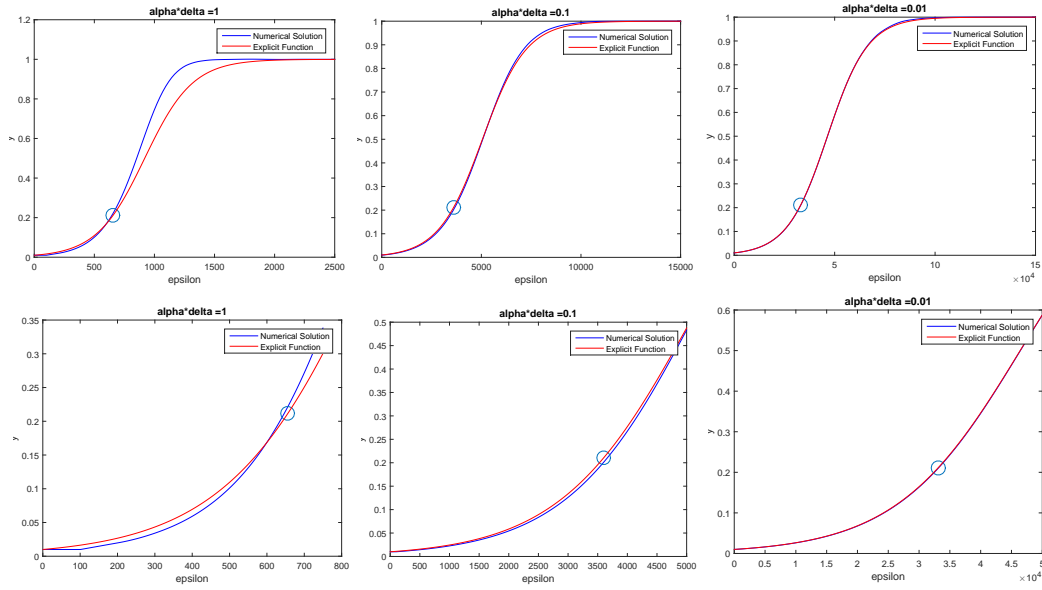 alpha*delta =1
1.2
1
0.8
0.6
0.4
0.2
0
y
Numerical Solution
Explicit Function
0 500 1000 1500 2000 2500
epsilon
alpha*delta =0.1
1
0.9
0.8
0.7
0.6
0.5
0.4
0.3
0.2
0.1
0
y
Numerical Solution
Explicit Function
0 5000 10000 15000
epsilon
alpha*delta =0.01
1
0.9
0.8
0.7
0.6
0.5
0.4
0.3
0.2
0.1
0
y
Numerical Solution
Explicit Function
0 5 10 15
epsilon ×10⁴
alpha*delta =1
0.35
0.3
0.25
0.2
0.15
0.1
0.05
0
y
Numerical Solution
Explicit Function
0 100 200 300 400 500 600 700 800
epsilon
alpha*delta =0.1
0.5
0.45
0.4
0.35
0.3
0.25
0.2
0.15
0.1
0.05
0
y
Numerical Solution
Explicit Function
0 500 1000 1500 2000 2500 3000 3500 4000 4500 5000
epsilon
alpha*delta =0.01
0.6
0.5
0.4
0.3
0.2
0.1
0
y
Numerical Solution
Explicit Function
0 0.5 1 1.5 2 2.5 3 3.5 4 4.5 5
epsilon ×10⁴